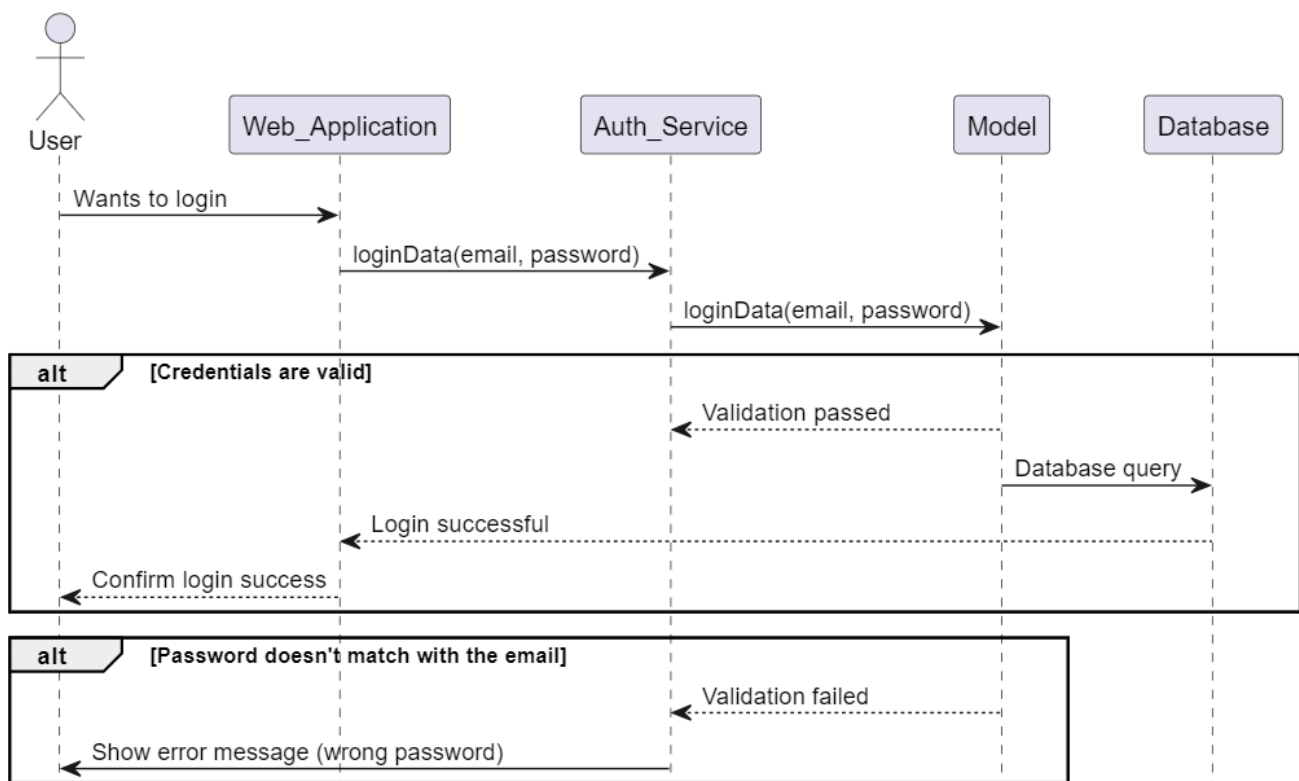 User
Web_Application
Auth_Service
Model
Database
Wants to login
loginData(email, password)
loginData(email, password)
alt
[Credentials are valid]
Validation passed
Database query
Login successful
Confirm login success
alt
[Password doesn't match with the email]
Validation failed
Show error message (wrong password)